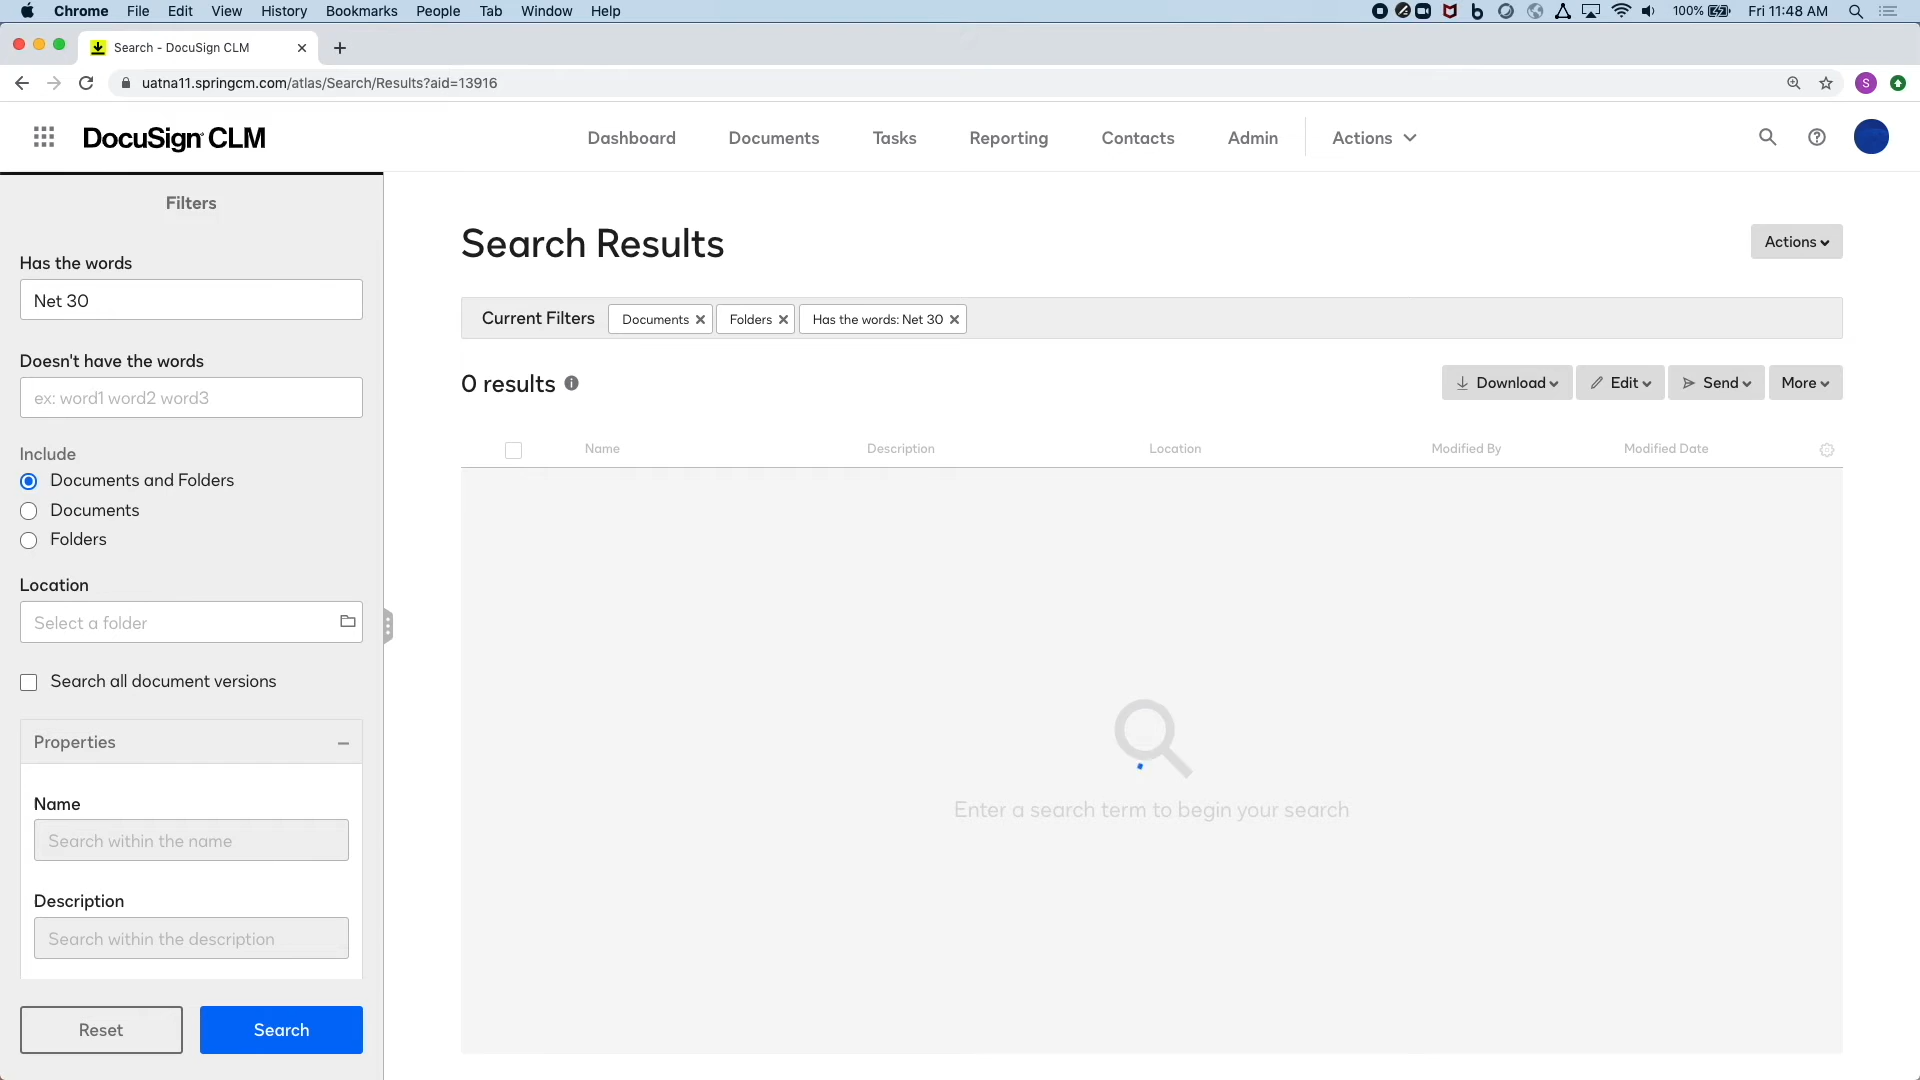 Chrome File Edit View History Bookmarks People Tab Window Help 100% Fri 11:48 AM
Search - DocuSign CLM
uatna11.springcm.com/atlas/Search/Results?aid=13916 S
DocuSign CLM Dashboard Documents Tasks Reporting Contacts Admin Actions
Filters
Has the words
Net 30
Doesn't have the words
ex: word1 word2 word3
Include
Documents and Folders
Documents
Folders
Location
Select a folder
Search all document versions
Properties
Name
Search within the name
Description
Search within the description
Reset Search
Search Results
Actions
Current Filters Documents Folders Has the words: Net 30
0 results Download Edit Send More
Name Description Location Modified By Modified Date
Enter a search term to begin your search